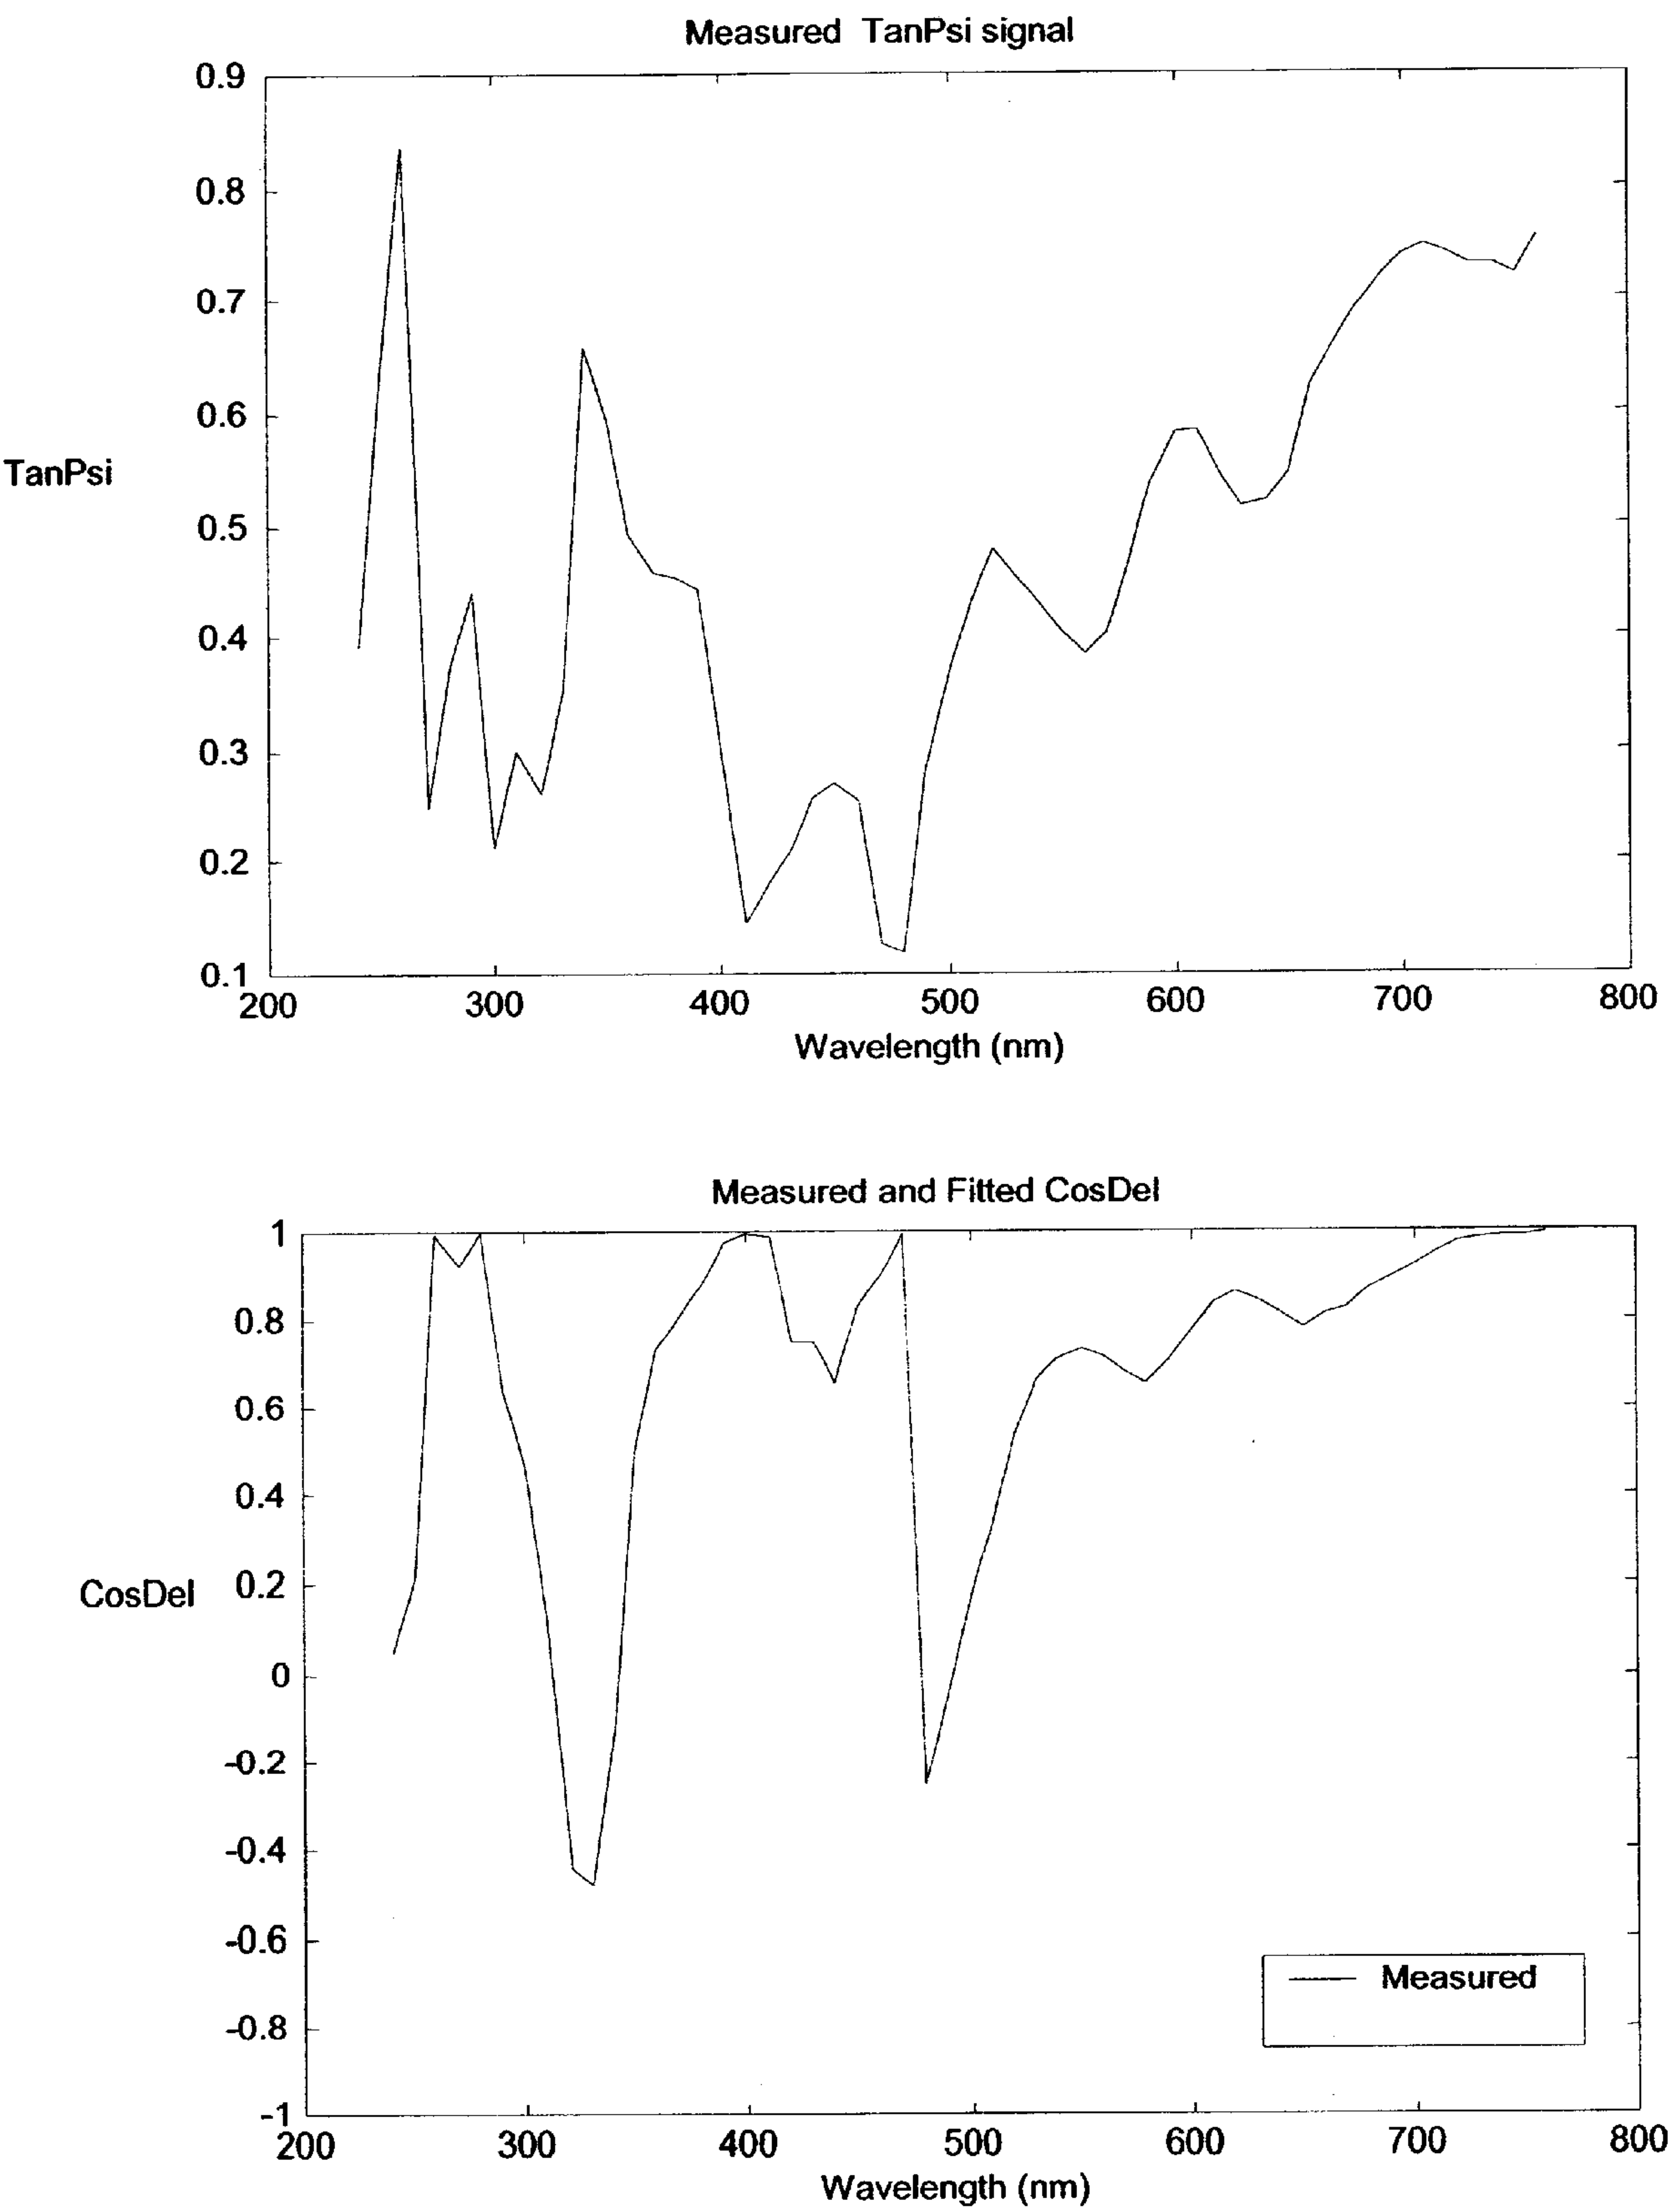 Measured TanPsi signal
0.9
0.8
0.7
0.6
TanPsi
0.5
0.4
0.3
0.2
0.1
200 300 400 500 600 700 800
Wavelength (nm)
Measured and Fitted CosDel
1
0.8
0.6
0.4
CosDel 0.2
0
-0.2
-0.4
-0.6
Measured
-0.8
-1
200 300 400 500 600 700 800
Wavelength (nm)